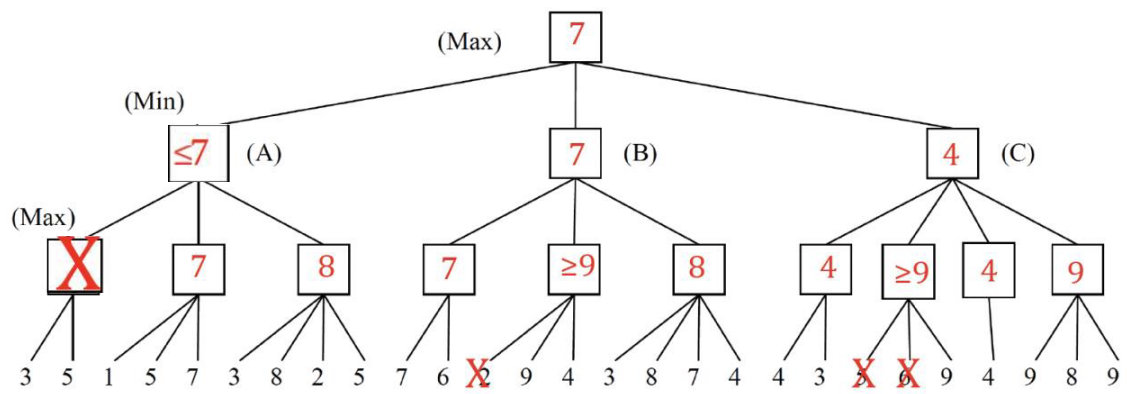 (Max) 7
(Min)
≤7 (A) 7 (B) 4 (C)
(Max)
X 7 8 7 ≥9 8 4 ≥9 4 9
3 5 1 5 7 3 8 2 5 7 6 X 2 9 4 3 8 7 4 4 3 X 5 X 6 9 4 9 8 9